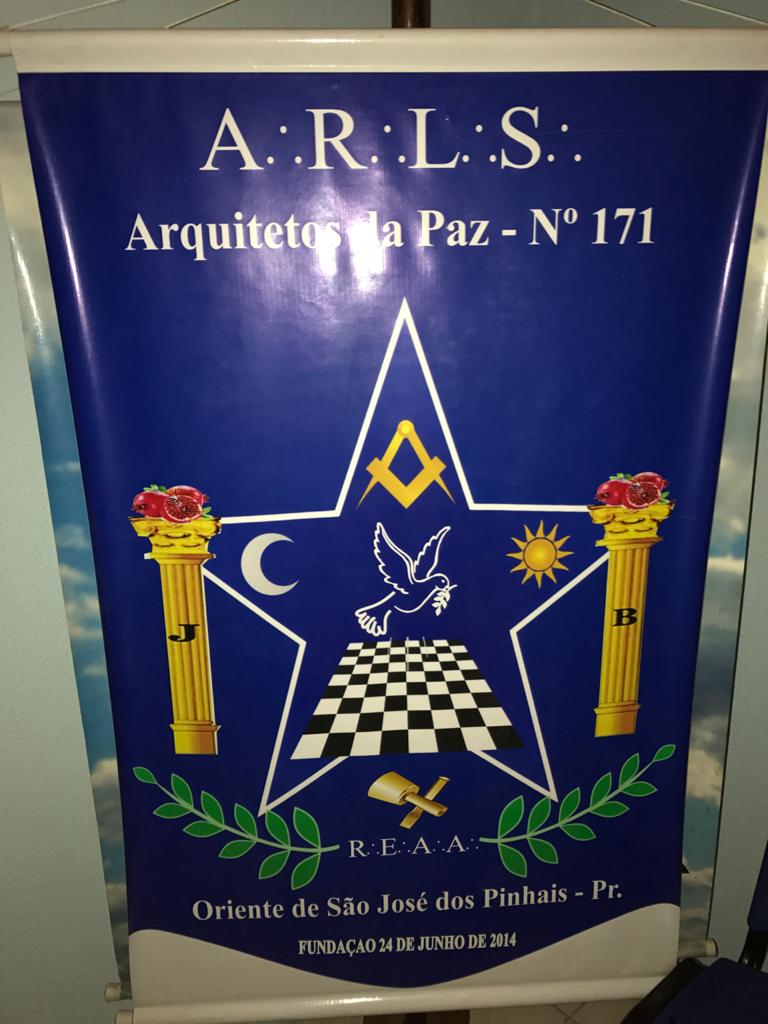 A∴R∴L∴S∴
Arquitetos da Paz - Nº 171
J
B
R∴E∴A∴A∴
Oriente de São José dos Pinhais - Pr.
FUNDAÇAO 24 DE JUNHO DE 2014